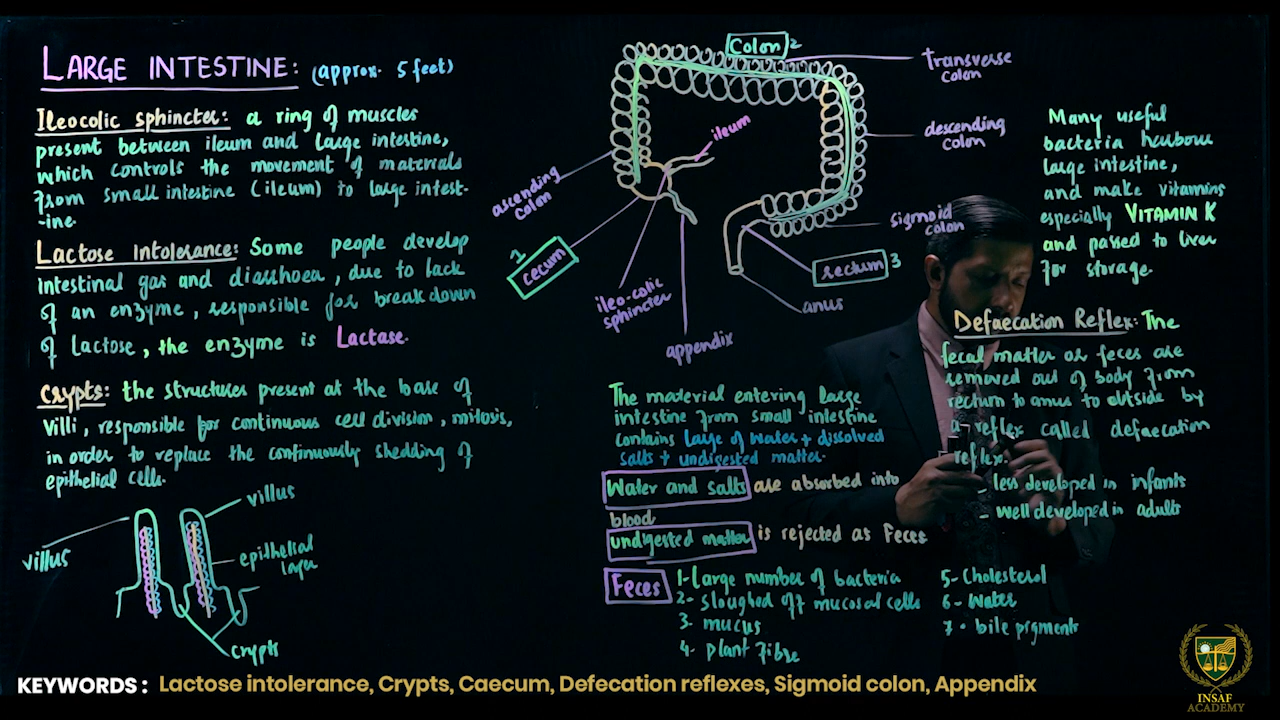 LARGE INTESTINE: (approx. 5 feet)
Ileocolic sphincter: a ring of muscles
present between ileum and large intestine,
which controls the movement of materials
from small intestine (ileum) to large intest-
-ine.
Lactose Intolerance: Some people develop
intestinal gas and diarrhoea, due to lack
of an enzyme, responsible for breakdown
of Lactose, the enzyme is Lactase.
Crypts: the structures present at the base of
Villi, responsible for continuous cell division, mitosis,
in order to replace the continuously shedding of
epithelial cells.
villus
villus
epithelial
layer
crypts
Colon 2
transverse
colon
descending
colon
sigmoid
colon
rectum 3
anus
ileum
ascending
colon
1
cecum
ileo-colic
sphincter
appendix
Many useful
bacteria harbour
large intestine,
and make vitamins
especially VITAMIN K
and passed to liver
for storage.
Defaecation Reflex: The
fecal matter or feces are
removed out of body from
rectum to anus to outside by
a reflex called defaecation
reflex.
- less developed in infants
- well developed in adults
The material entering large
intestine from small intestine
contains large of water + dissolved
salts + undigested matter.
Water and salts are absorbed into
blood
undigested matter is rejected as Feces
Feces 1- Large number of bacteria
2- sloughed off mucosal cells
3- mucus
4- plant fibre
5- Cholesterol
6- Water
7- bile pigments
KEYWORDS : Lactose intolerance, Crypts, Caecum, Defecation reflexes, Sigmoid colon, Appendix
INSAF
ACADEMY